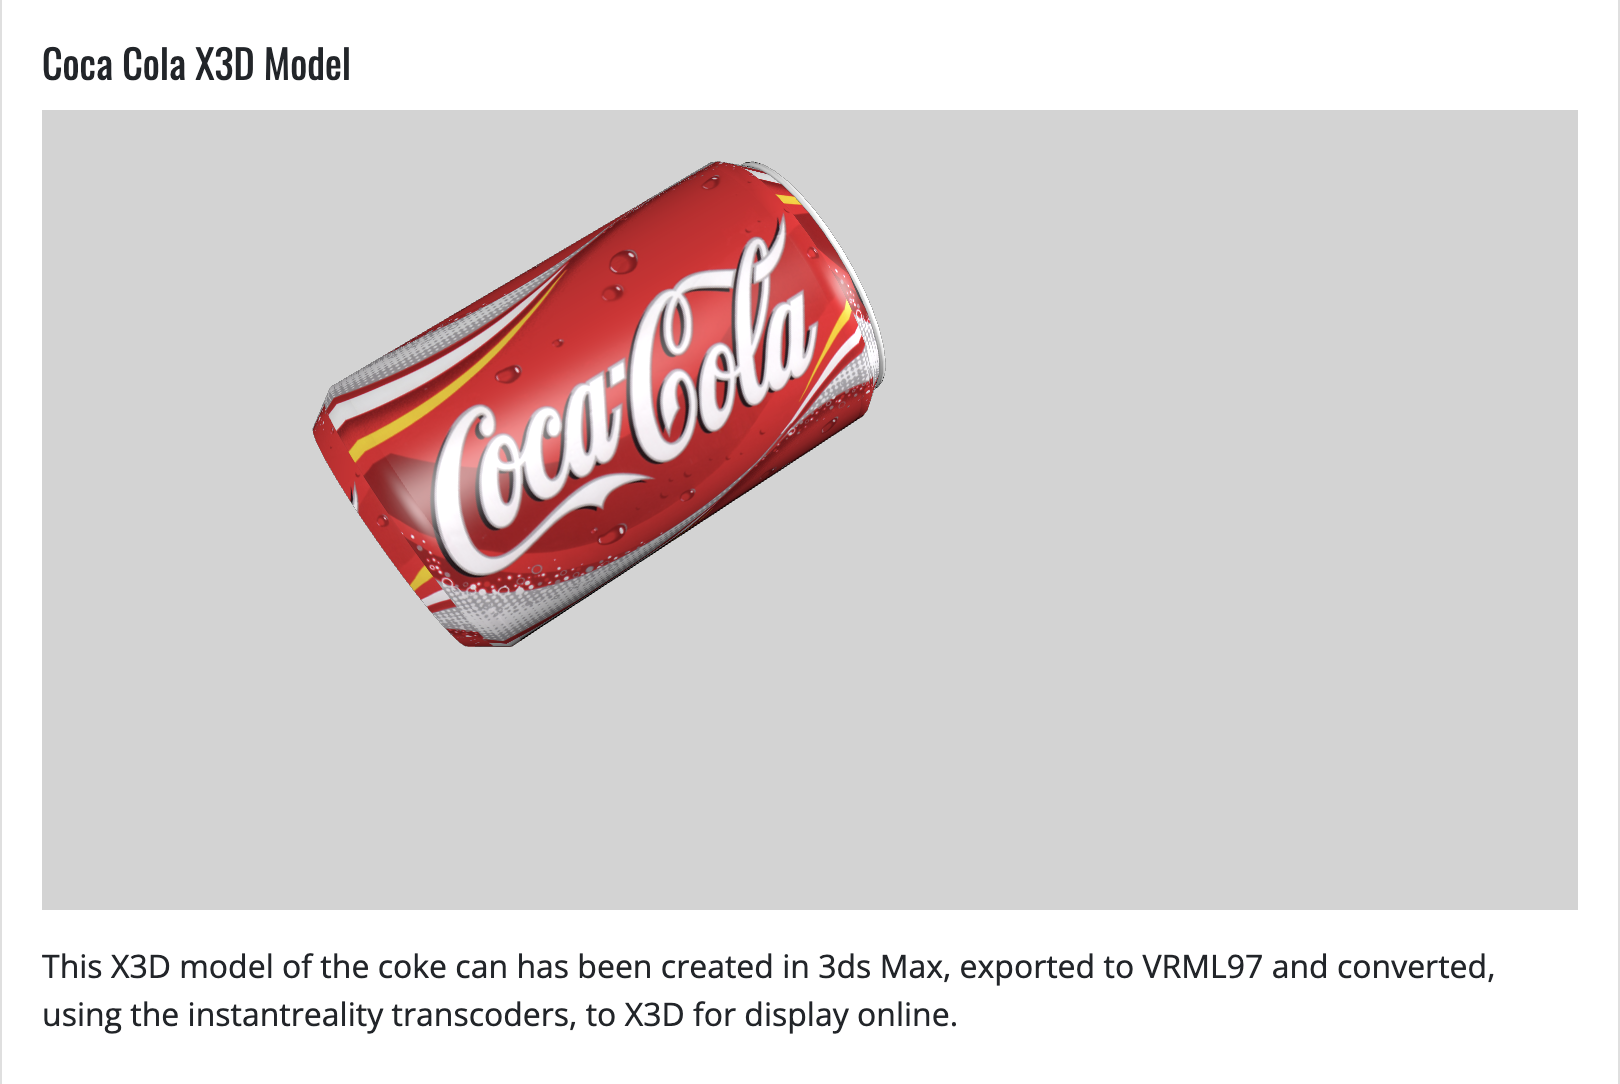 Coca Cola X3D Model
Coca-Cola
This X3D model of the coke can has been created in 3ds Max, exported to VRML97 and converted,
using the instantreality transcoders, to X3D for display online.